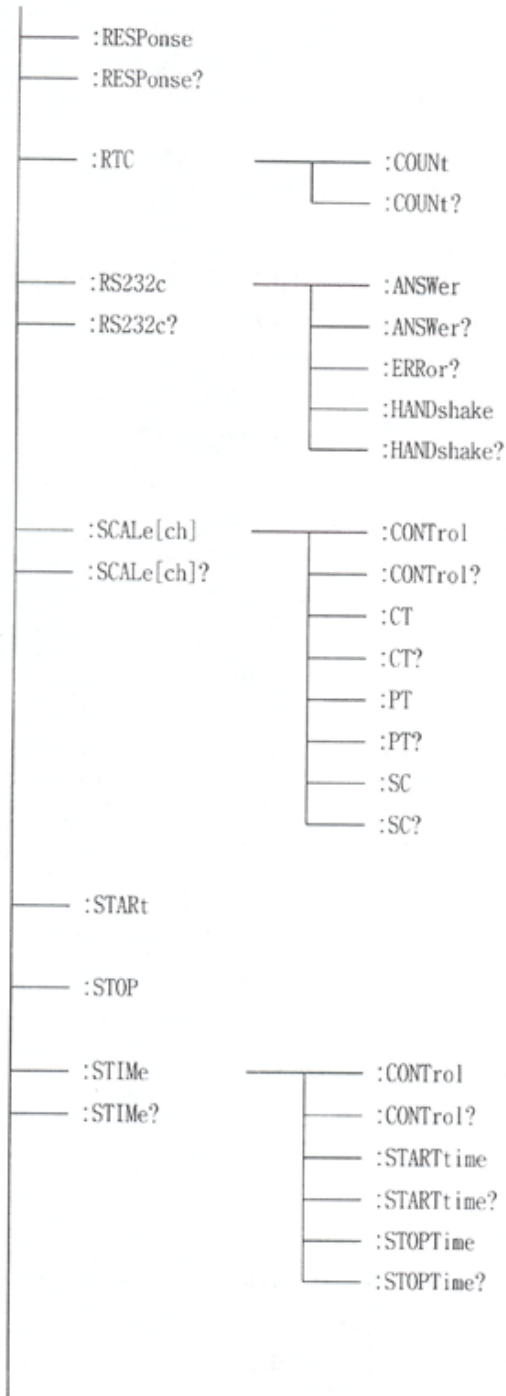 :RESPonse
:RESPonse?
:RTC :COUNt
:COUNt?
:RS232c :ANSWer
:RS232c? :ANSWer?
:ERRor?
:HANDshake
:HANDshake?
:SCALe[ch] :CONTrol
:SCALe[ch]? :CONTrol?
:CT
:CT?
:PT
:PT?
:SC
:SC?
:STARt
:STOP
:STIMe :CONTrol
:STIMe? :CONTrol?
:STARTtime
:STARTtime?
:STOPTime
:STOPTime?